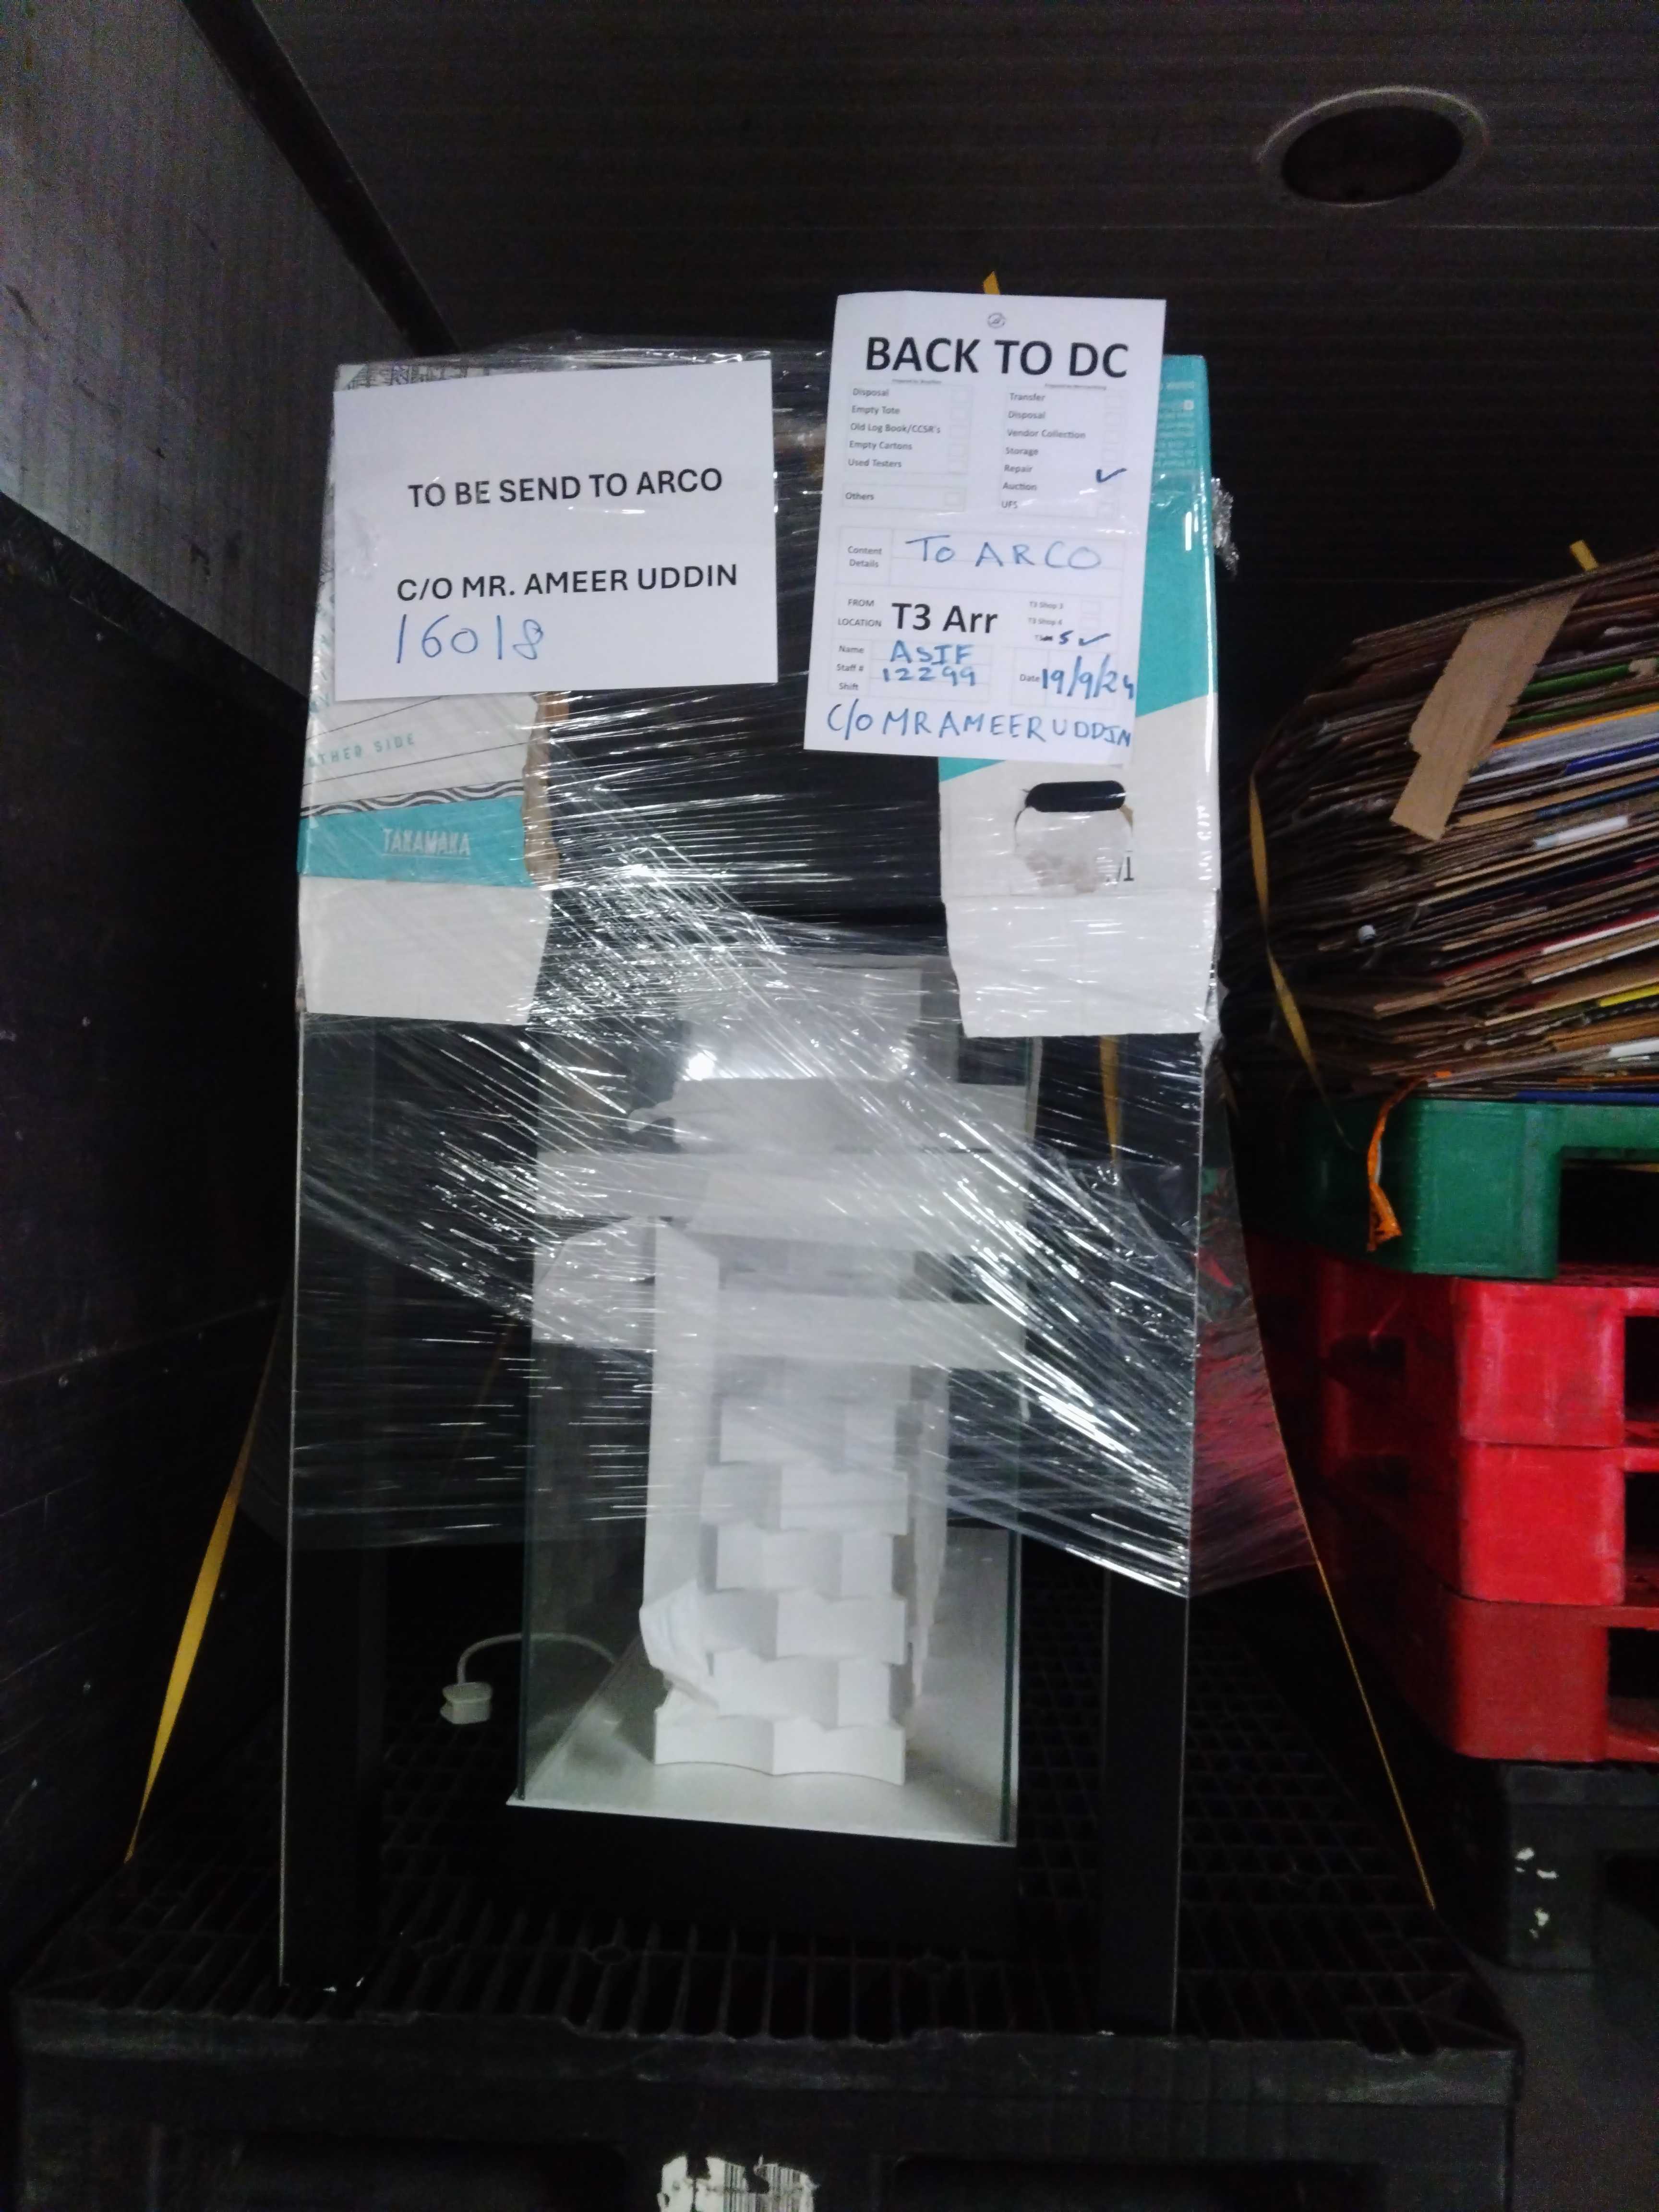 TO BE SEND TO ARCO
C/O MR. AMEER UDDIN
16018
BACK TO DC
Disposal
Empty Tote
Old Log Book/CCSR's
Empty Cartons
Used Testers
Others
Transfer
Disposal
Vendor Collection
Storage
Repair ✓
Auction
UFS
Content Details To ARCO
FROM LOCATION T3 Arr
T3 Shop 3
T3 Shop 4
5 ✓
Name ASIF
Staff # 12299
Shift
Date 19/9/24
C/O MR AMEER UDDIN
OTHER SIDE
TAKAMAKA